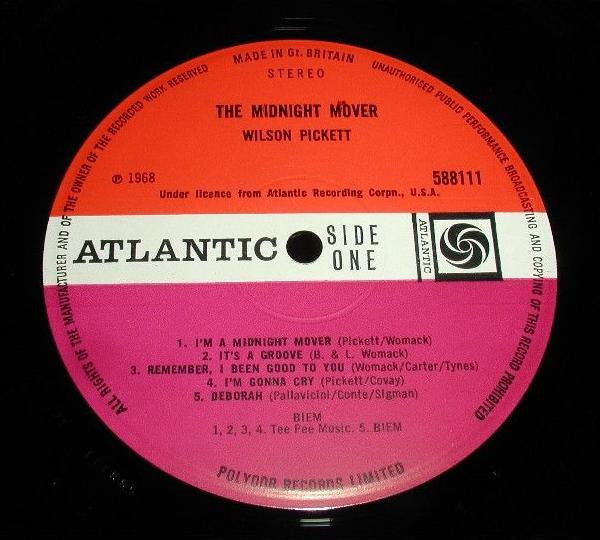 MADE IN Gt. BRITAIN
ALL RIGHTS OF THE MANUFACTURER AND OF THE OWNER OF THE RECORDED WORK RESERVED
UNAUTHORISED PUBLIC PERFORMANCE BROADCASTING AND COPYING OF THIS RECORD PROHIBITED
STEREO
THE MIDNIGHT MOVER
WILSON PICKETT
℗ 1968
588111
Under licence from Atlantic Recording Corpn., U.S.A.
ATLANTIC
SIDE
ONE
ATLANTIC
1. I'M A MIDNIGHT MOVER (Pickett/Womack)
2. IT'S A GROOVE (B. & L. Womack)
3. REMEMBER, I BEEN GOOD TO YOU (Womack/Carter/Tynes)
4. I'M GONNA CRY (Pickett/Covay)
5. DEBORAH (Pallavicini/Conte/Sigman)
BIEM
1, 2, 3, 4. Tee Pee Music. 5. BIEM
POLYDOR RECORDS LIMITED